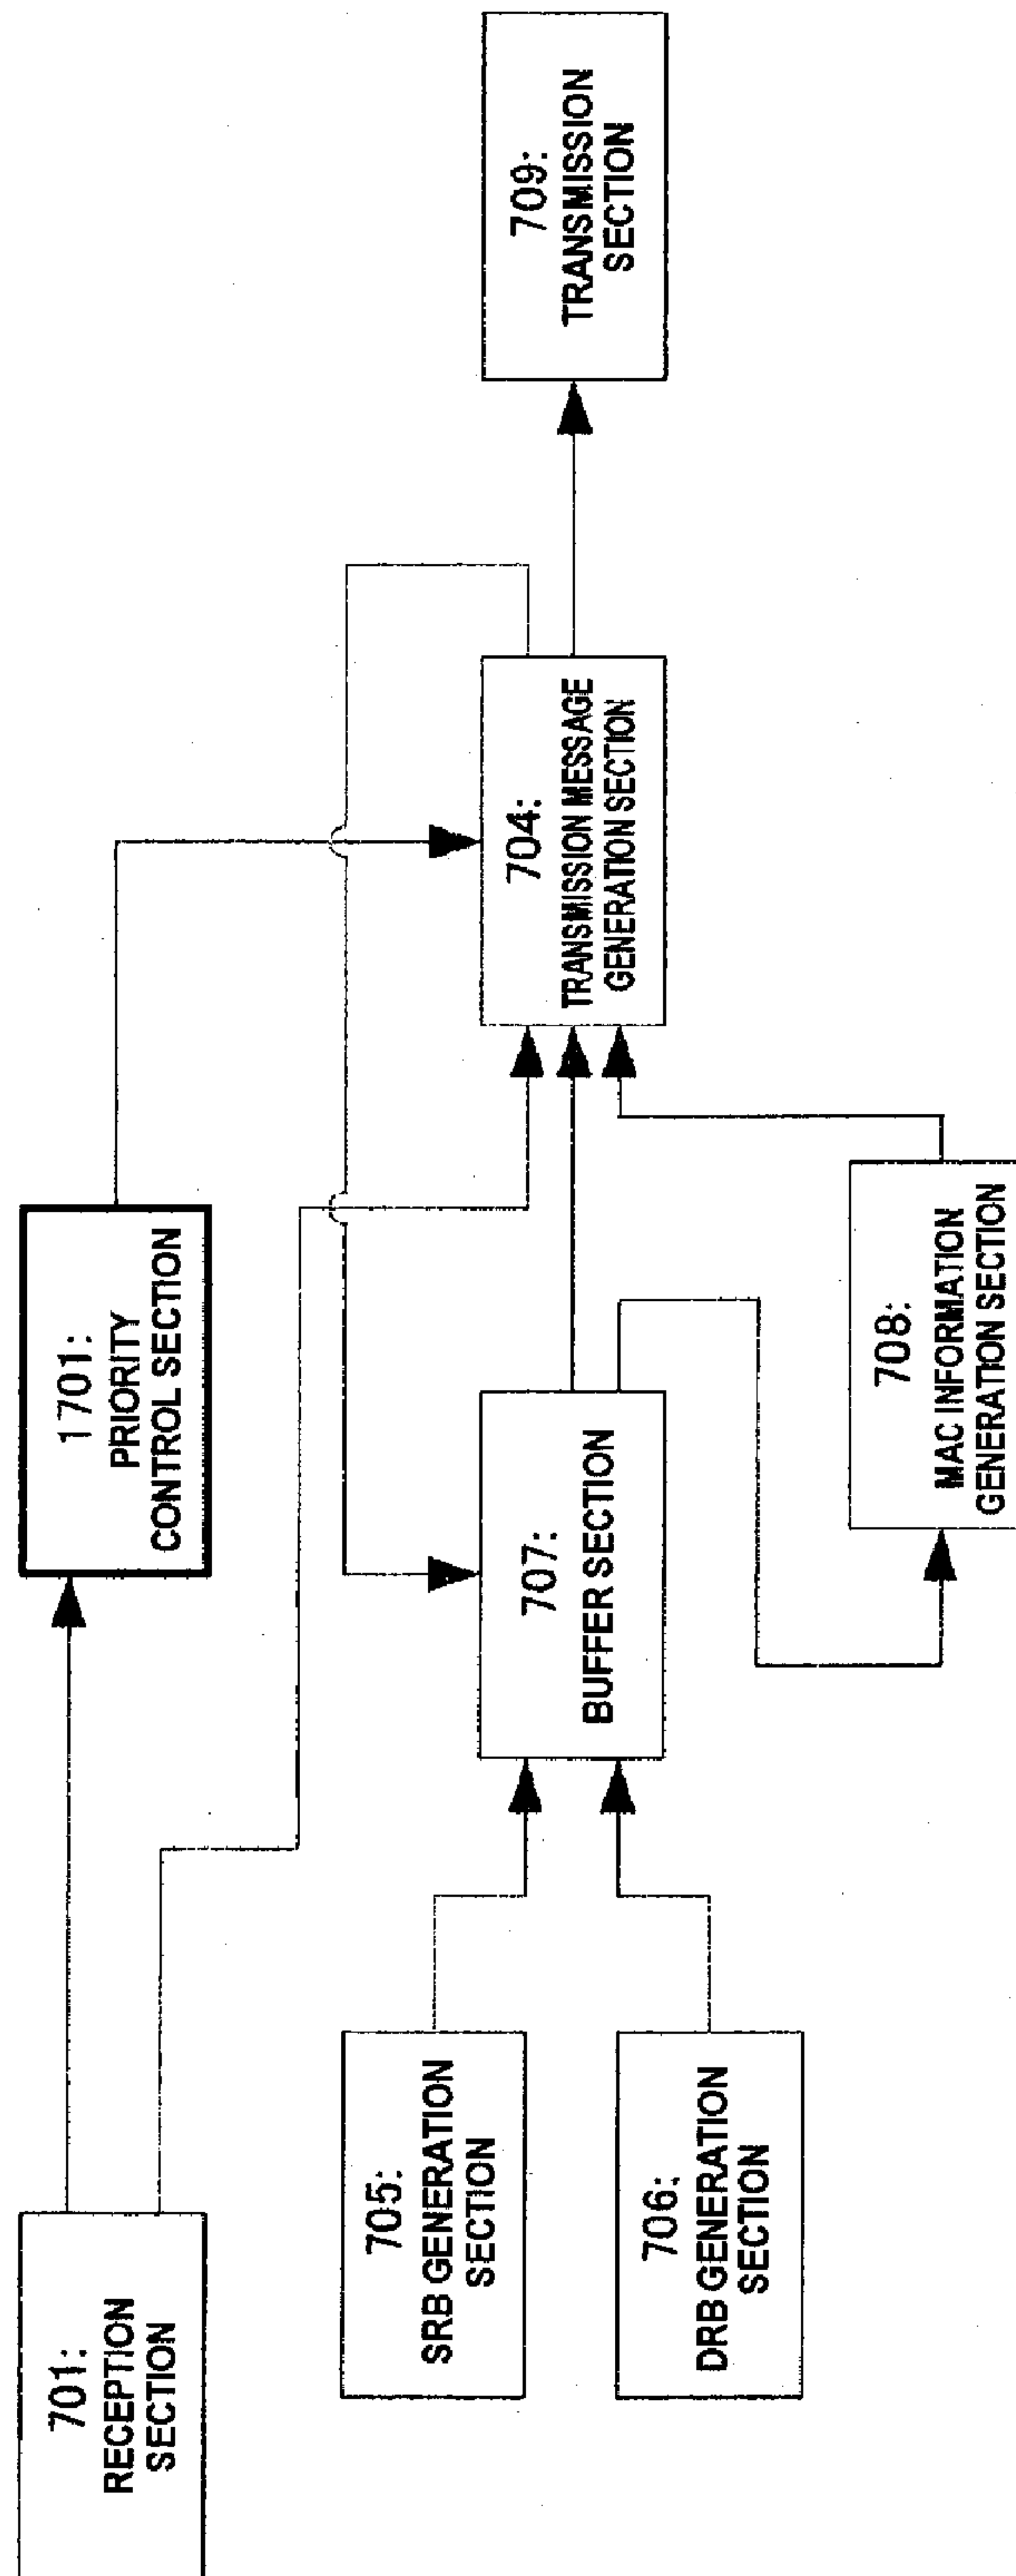 701:
RECEPTION
SECTION
1701:
PRIORITY
CONTROL SECTION
705:
SRB GENERATION
SECTION
706:
DRB GENERATION
SECTION
707:
BUFFER SECTION
708:
MAC INFORMATION
GENERATION SECTION
704:
TRANSMISSION MESSAGE
GENERATION SECTION
709:
TRANSMISSION
SECTION